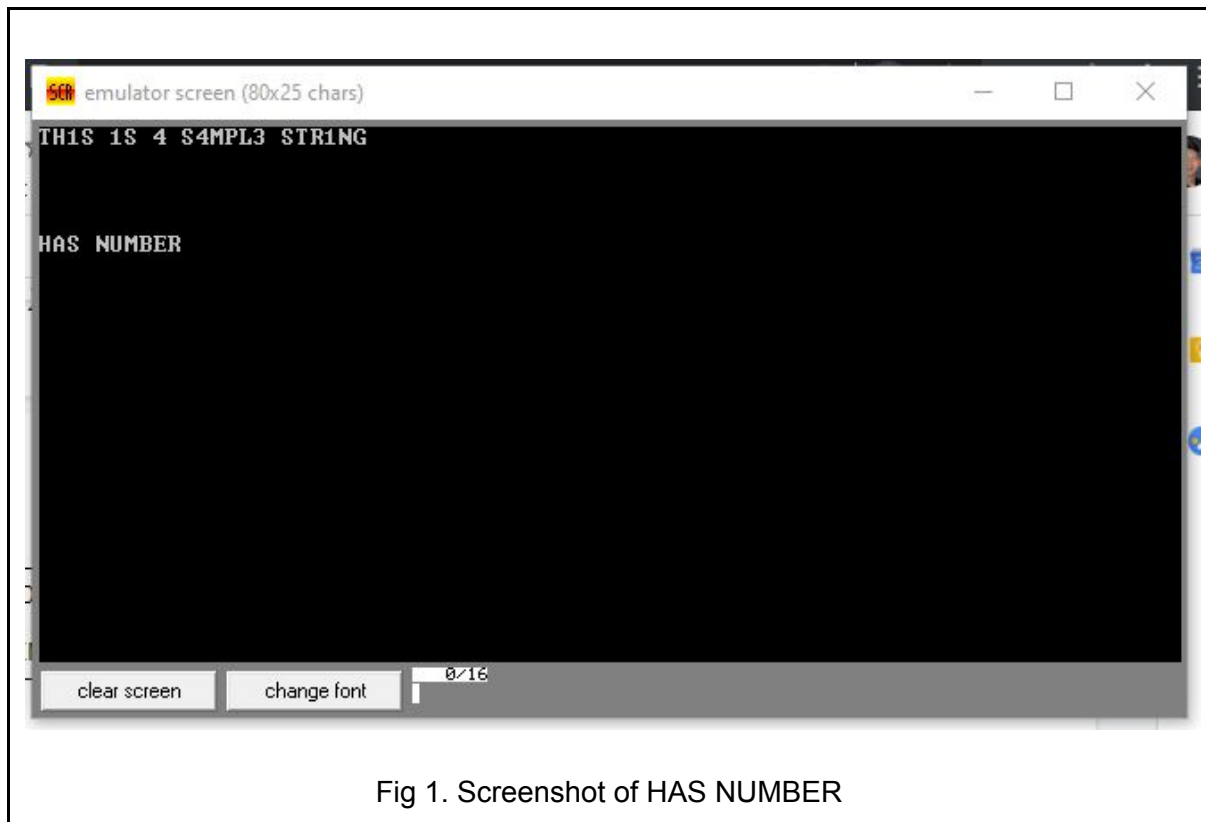 SCR emulator screen (80x25 chars)
TH1S 1S 4 S4MPL3 STR1NG
HAS NUMBER
clear screen change font 0/16
Fig 1. Screenshot of HAS NUMBER